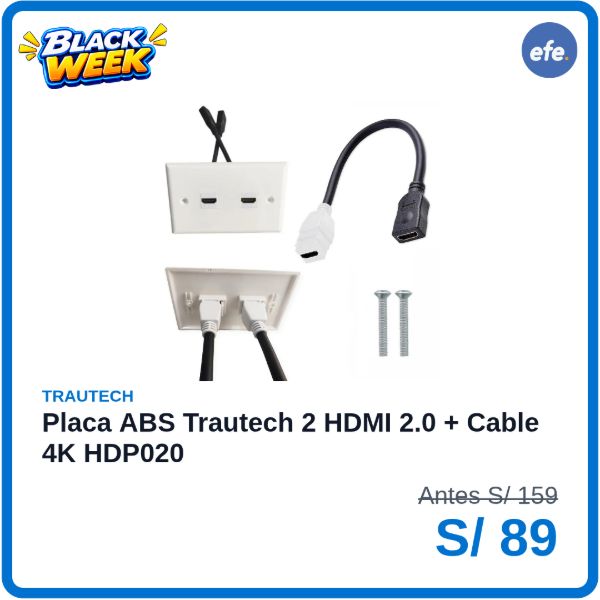 BLACK
WEEK
efe.
TRAUTECH
Placa ABS Trautech 2 HDMI 2.0 + Cable
4K HDP020
Antes S/ 159
S/ 89